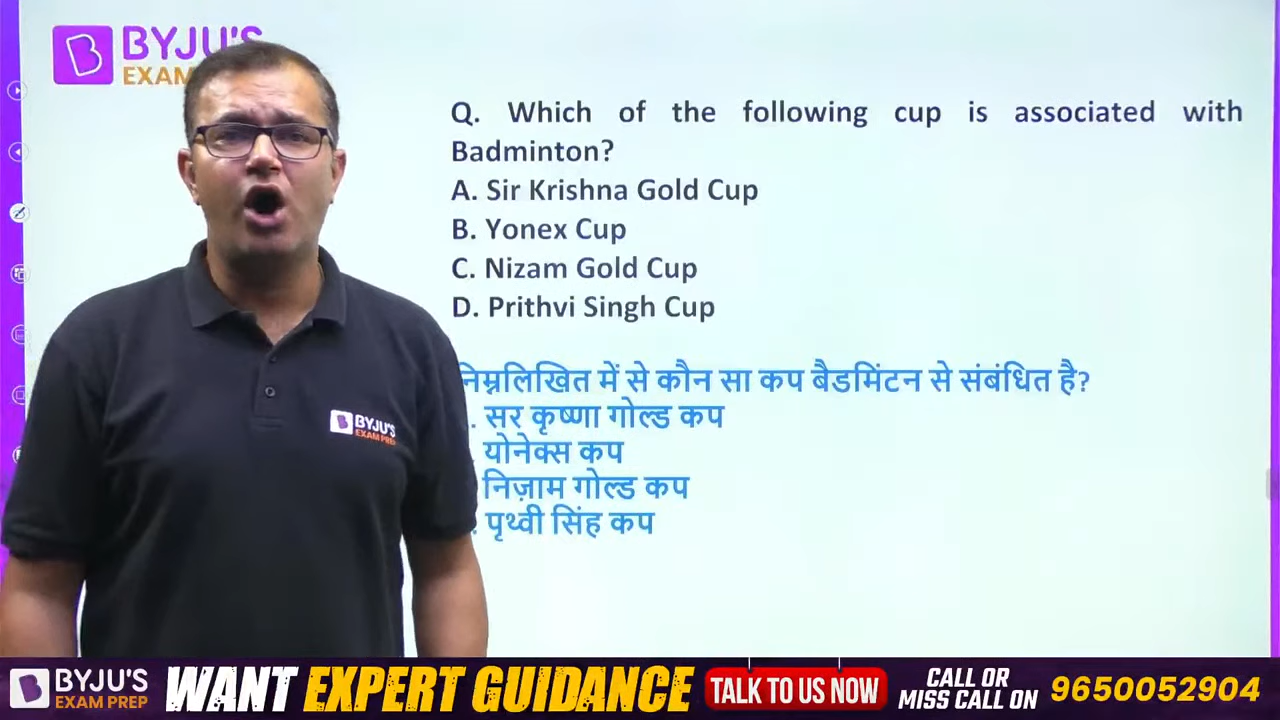 BYJU'S
EXAM
Q. Which of the following cup is associated with
Badminton?
A. Sir Krishna Gold Cup
B. Yonex Cup
C. Nizam Gold Cup
D. Prithvi Singh Cup
निम्नलिखित में से कौन सा कप बैडमिंटन से संबंधित है?
. सर कृष्णा गोल्ड कप
. योनेक्स कप
निज़ाम गोल्ड कप
. पृथ्वी सिंह कप
BYJU'S
EXAM PREP
BYJU'S
EXAM PREP
WANT EXPERT GUIDANCE
TALK TO US NOW
CALL OR
MISS CALL ON
9650052904